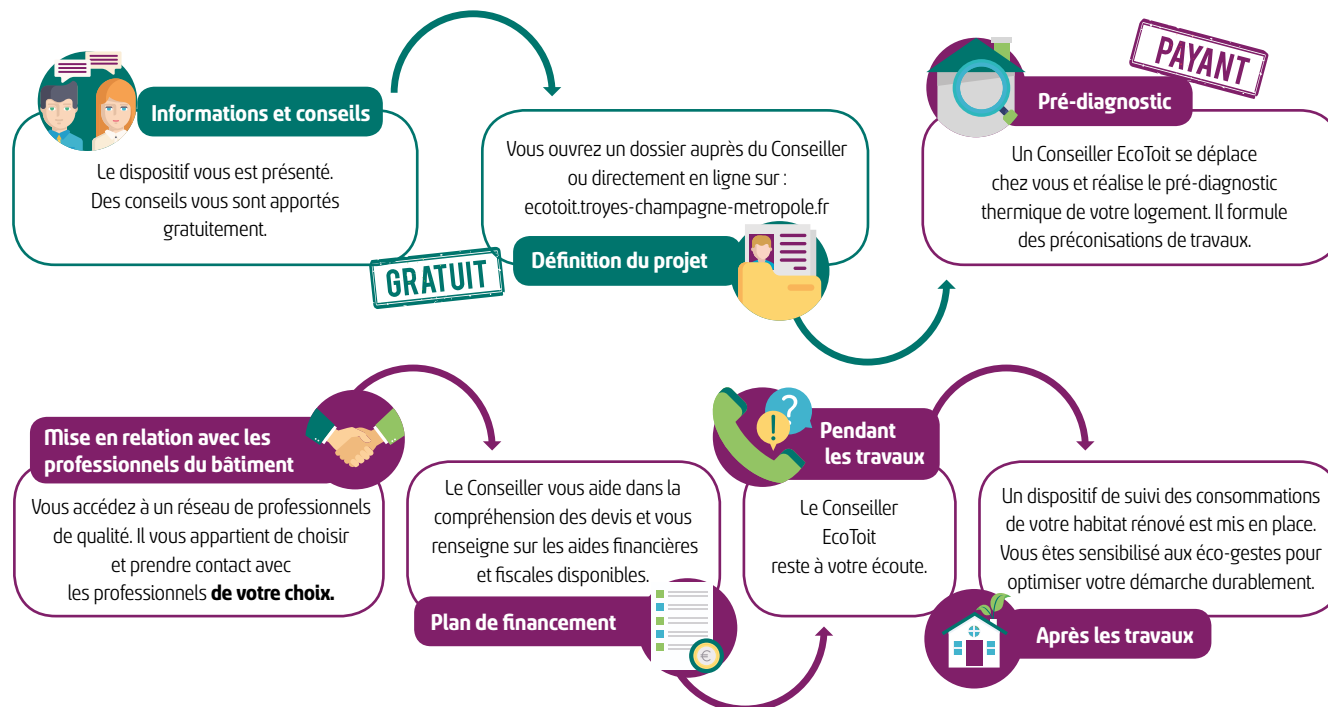 Informations et conseils
Le dispositif vous est présenté.
Des conseils vous sont apportés
gratuitement.
GRATUIT
Vous ouvrez un dossier auprès du Conseiller
ou directement en ligne sur :
ecotoit.troyes-champagne-metropole.fr
Définition du projet
PAYANT
Pré-diagnostic
Un Conseiller EcoToit se déplace
chez vous et réalise le pré-diagnostic
thermique de votre logement. Il formule
des préconisations de travaux.
Mise en relation avec les
professionnels du bâtiment
Vous accédez à un réseau de professionnels
de qualité. Il vous appartient de choisir
et prendre contact avec
les professionnels de votre choix.
Le Conseiller vous aide dans la
compréhension des devis et vous
renseigne sur les aides financières
et fiscales disponibles.
Plan de financement
€
?
!
Pendant
les travaux
Le Conseiller
EcoToit
reste à votre écoute.
Un dispositif de suivi des consommations
de votre habitat rénové est mis en place.
Vous êtes sensibilisé aux éco-gestes pour
optimiser votre démarche durablement.
Après les travaux